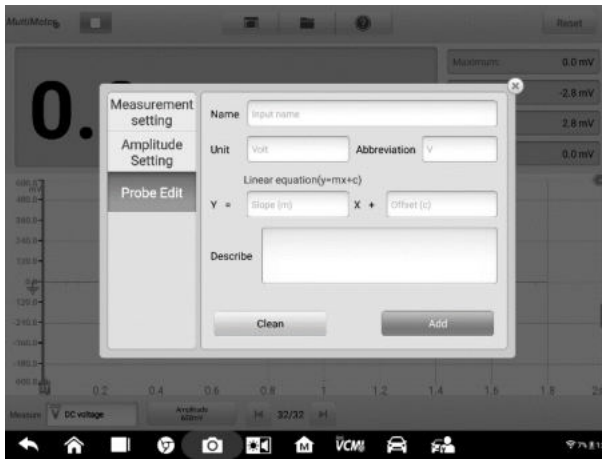 MultiMeter
Reset
Maximum: 0.0 mV
-2.8 mV
2.8 mV
0.0 mV
0.
Measurement setting
Amplitude Setting
Probe Edit
Name Input name
Unit Volt Abbreviation V
Linear equation(y=mx+c)
Y = Slope (m) X + Offset (c)
Describe
Clean Add
mV
0.2 0.4 0.6 0.8 1 1.2 1.4 1.6 1.8
Measure DC voltage Amplitude 32/32
VCMI